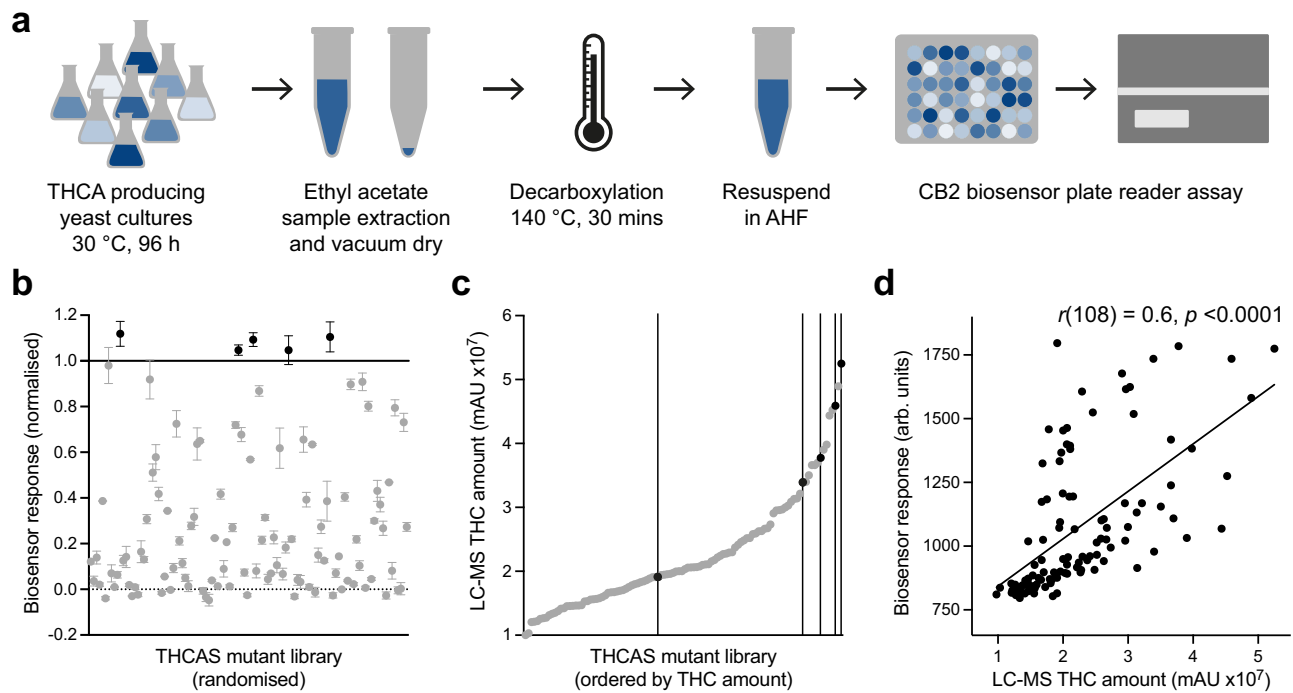 a
THCA producing
yeast cultures
30 °C, 96 h
Ethyl acetate
sample extraction
and vacuum dry
Decarboxylation
140 °C, 30 mins
Resuspend
in AHF
CB2 biosensor plate reader assay
b
Biosensor response (normalised)
1.2
1.0
0.8
0.6
0.4
0.2
0.0
-0.2
THCAS mutant library
(randomised)
c
LC-MS THC amount (mAU x10⁷)
6
5
4
3
2
1
THCAS mutant library
(ordered by THC amount)
d
r(108) = 0.6, p <0.0001
Biosensor response (arb. units)
1750
1500
1250
1000
750
1 2 3 4 5
LC-MS THC amount (mAU x10⁷)